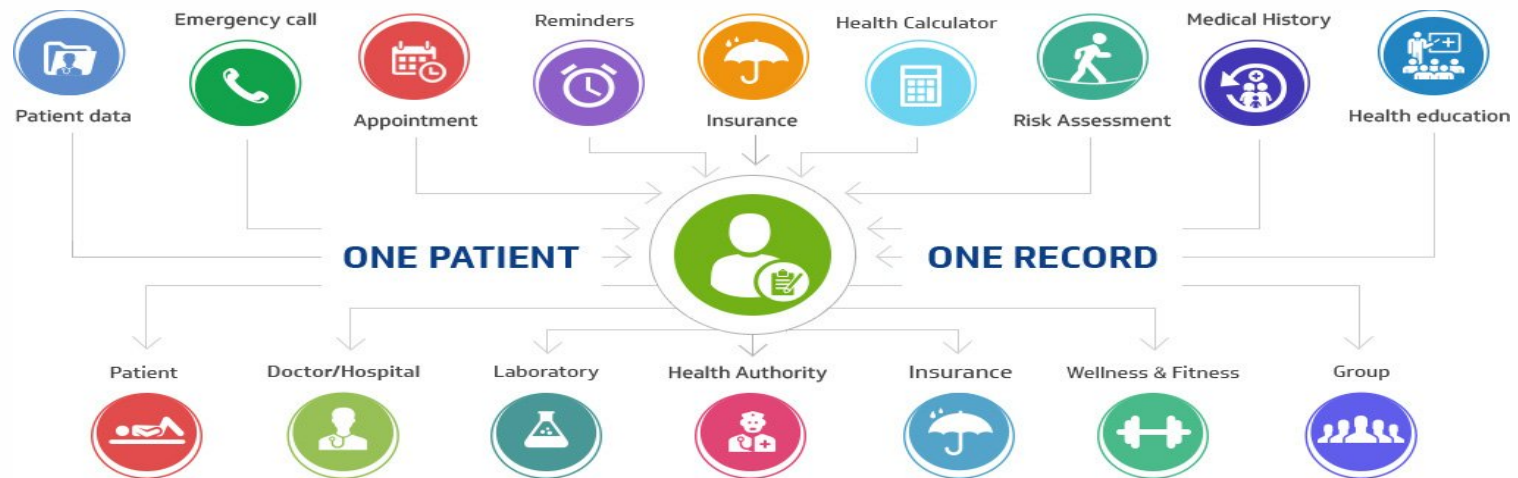 Emergency call
Reminders
Health Calculator
Medical History
Patient data
Appointment
Insurance
Risk Assessment
Health education
ONE PATIENT
ONE RECORD
Patient
Doctor/Hospital
Laboratory
Health Authority
Insurance
Wellness & Fitness
Group